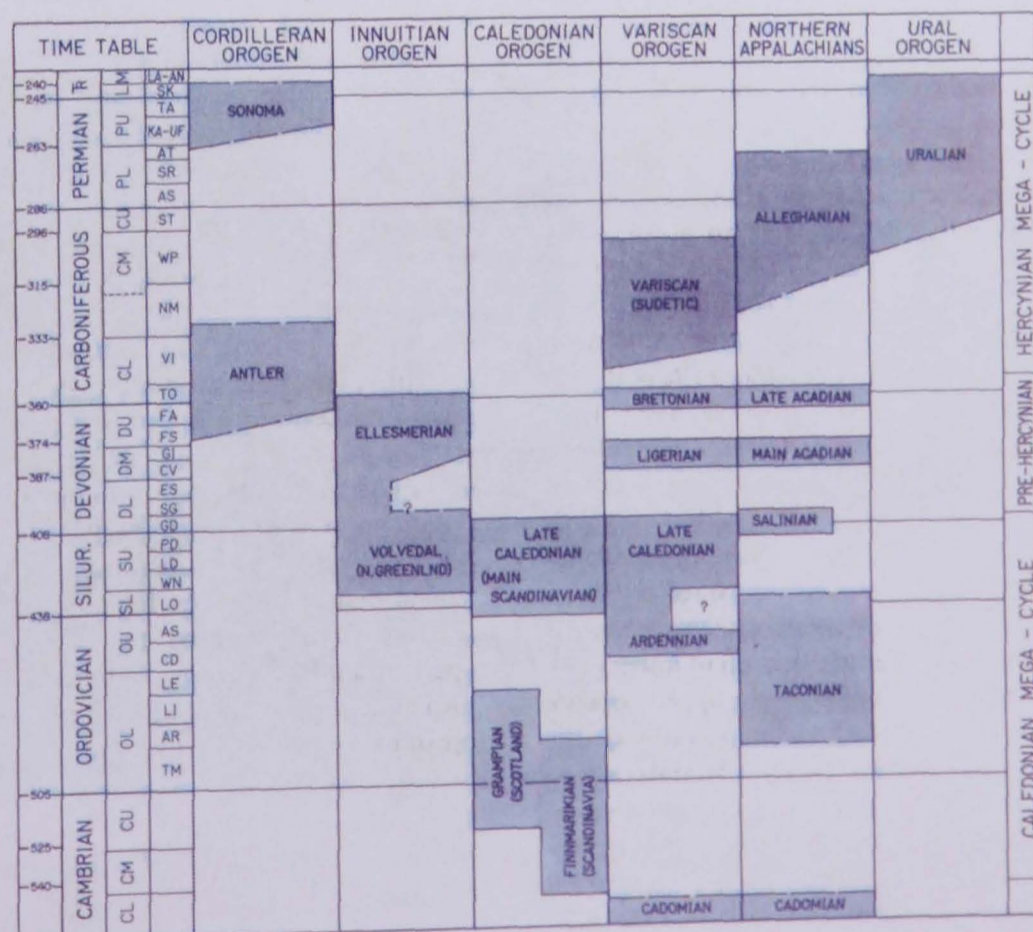 TIME TABLE
CORDILLERAN
OROGEN
INNUITIAN
OROGEN
CALEDONIAN
OROGEN
VARISCAN
OROGEN
NORTHERN
APPALACHIANS
URAL
OROGEN
240
245
263
286
296
315
333
360
374
387
408
438
505
525
540
PERMIAN
CARBONIFEROUS
DEVONIAN
SILUR.
ORDOVICIAN
CAMBRIAN
LM
PU
PL
CU
CM
CL
DU
DM
DL
SU
SL
OU
OL
CU
CM
CL
LA-AN
SK
TA
KA-UF
AT
SR
AS
ST
WP
NM
VI
TO
FA
FS
GI
CV
ES
SG
GD
PD
LD
WN
LO
AS
CD
LE
LI
AR
TM
SONOMA
ANTLER
ELLESMERIAN
?
VOLVEDAL
(N.GREENLND)
LATE
CALEDONIAN
(MAIN
SCANDINAVIAN)
GRAMPIAN
(SCOTLAND)
FINNMARKIAN
(SCANDINAVIA)
VARISCAN
(SUDETIC)
BRETONIAN
LIGERIAN
LATE
CALEDONIAN
?
ARDENNIAN
CADOMIAN
ALLEGHANIAN
LATE ACADIAN
MAIN ACADIAN
SALINIAN
TACONIAN
CADOMIAN
URALIAN
HERCYNIAN MEGA - CYCLE
PRE-HERCYNIAN
CALEDONIAN MEGA - CYCLE